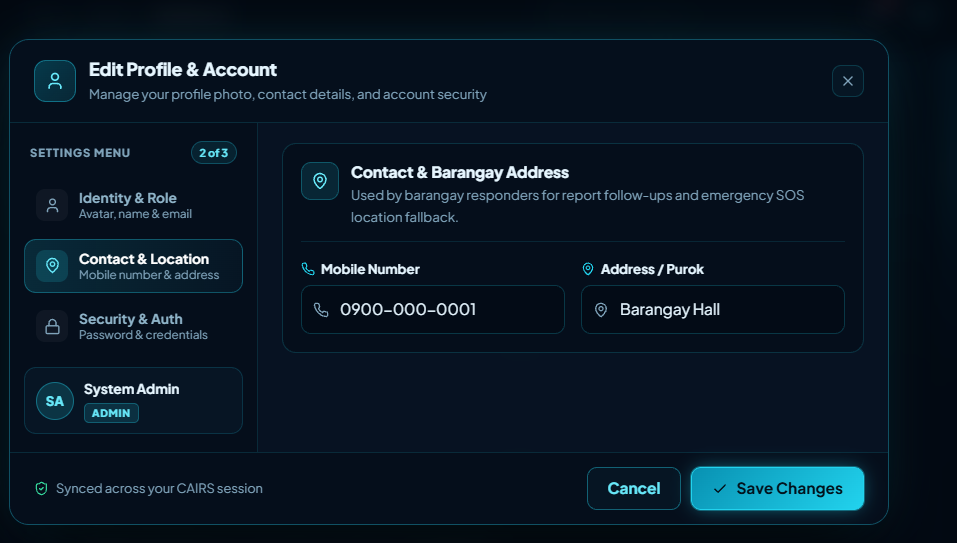 Edit Profile & Account
Manage your profile photo, contact details, and account security
SETTINGS MENU
2 of 3
Identity & Role
Avatar, name & email
Contact & Location
Mobile number & address
Security & Auth
Password & credentials
SA
System Admin
ADMIN
Contact & Barangay Address
Used by barangay responders for report follow-ups and emergency SOS
location fallback.
Mobile Number
0900-000-0001
Address / Purok
Barangay Hall
Synced across your CAIRS session
Cancel
Save Changes